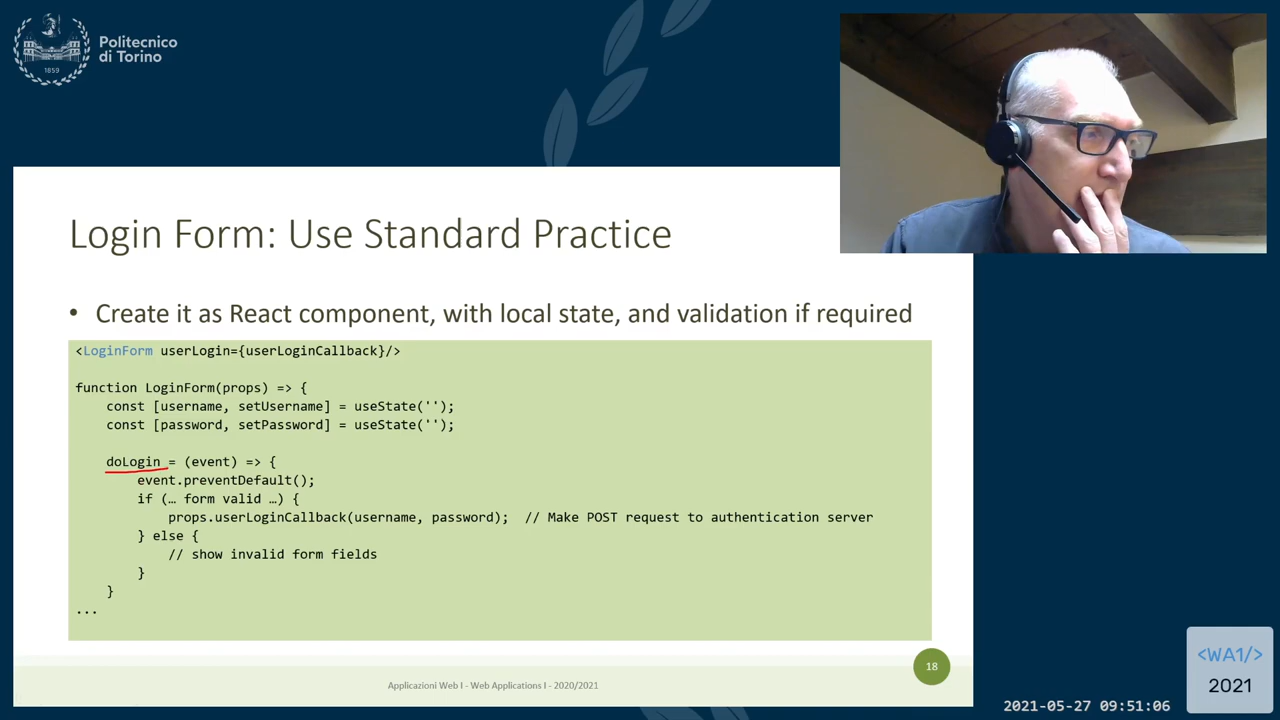 Politecnico
di Torino
1859
Login Form: Use Standard Practice
• Create it as React component, with local state, and validation if required
<LoginForm userLogin={userLoginCallback}/>
function LoginForm(props) => {
const [username, setUsername] = useState('');
const [password, setPassword] = useState('');
doLogin = (event) => {
event.preventDefault();
if (… form valid …) {
props.userLoginCallback(username, password);  // Make POST request to authentication server
} else {
// show invalid form fields
}
}
...
18
Applicazioni Web I - Web Applications I - 2020/2021
<WA1/>
2021
2021-05-27 09:51:06